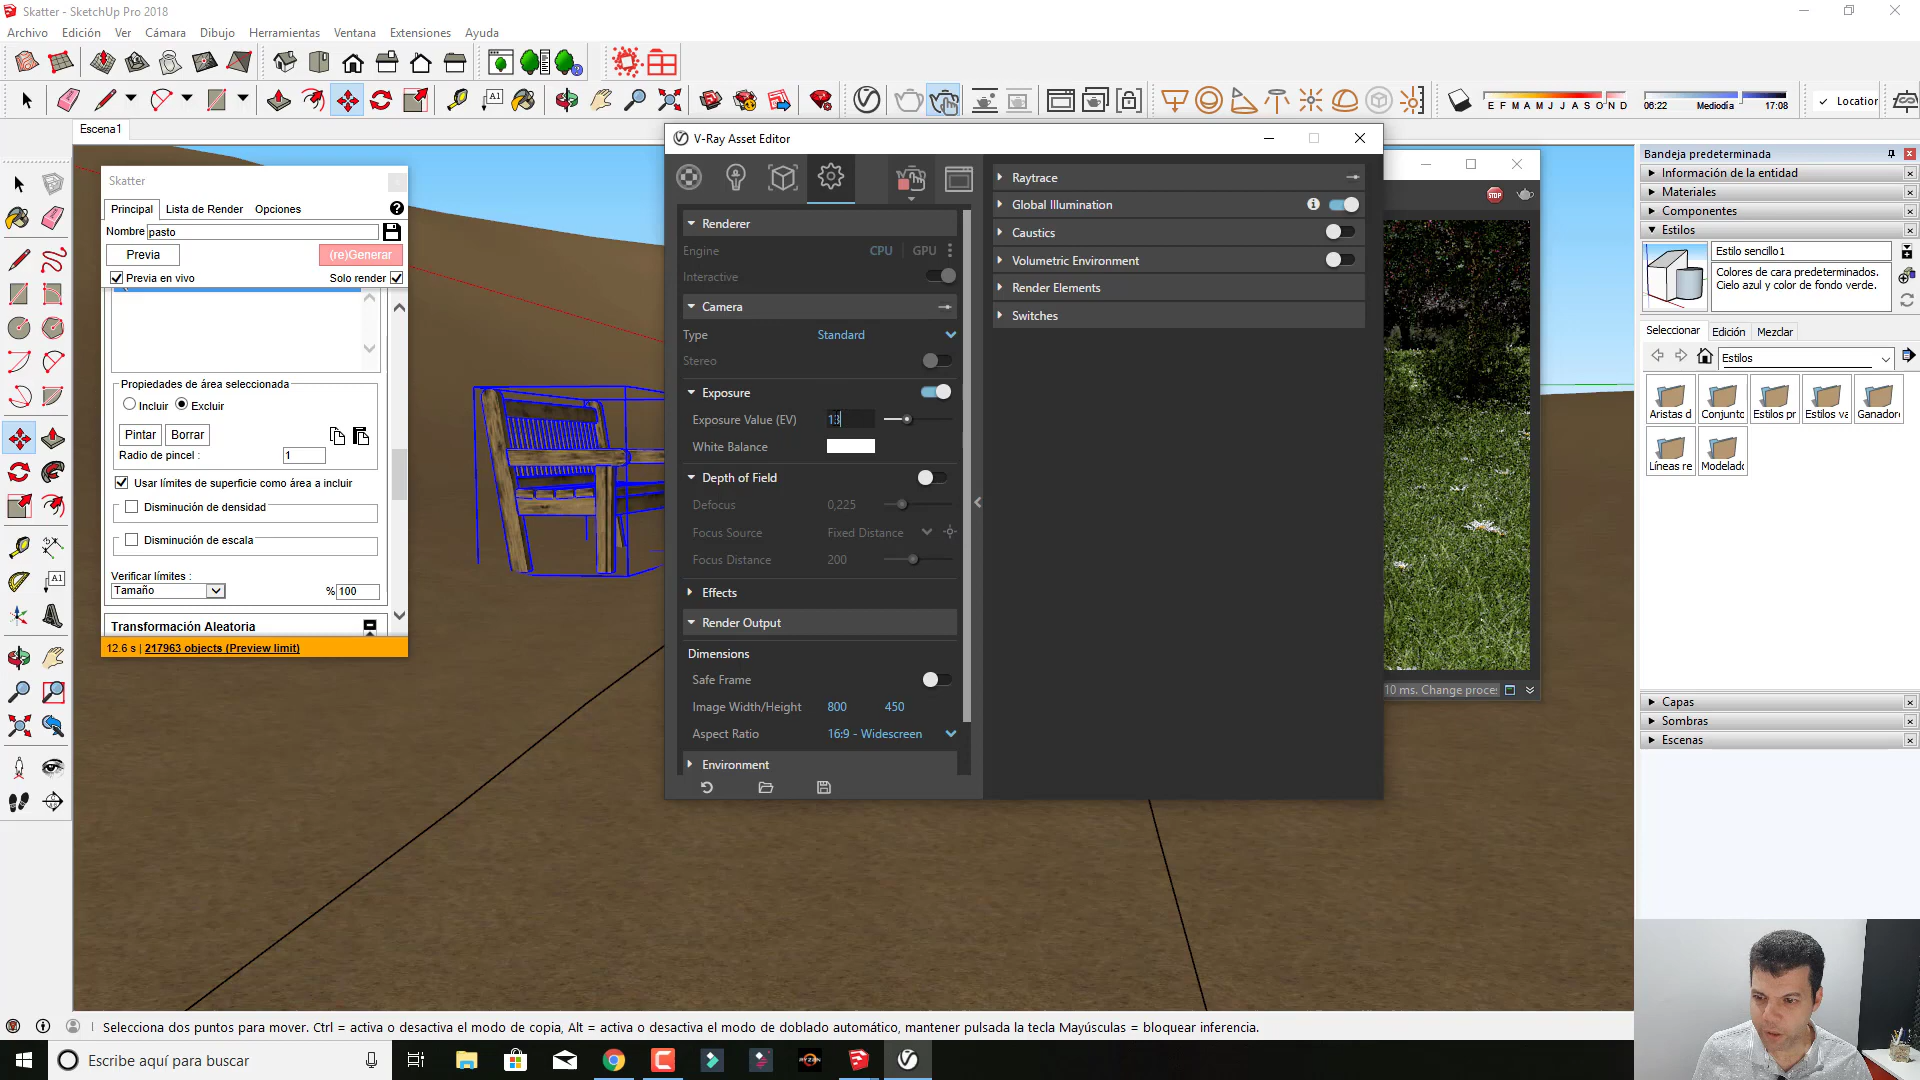 Skatter - SketchUp Pro 2018
Archivo Edición Ver Cámara Dibujo Herramientas Ventana Extensiones Ayuda
E F M A M J J A S O N D
06:22 Mediodía 17:08
Locatior
Escena1
Skatter
Principal Lista de Render Opciones
Nombre pasto
Previa (re)Generar
Previa en vivo Solo render
Propiedades de área seleccionada
Incluir Excluir
Pintar Borrar
Radio de pincel : 1
Usar límites de superficie como área a incluir
Disminución de densidad
Disminución de escala
Verificar límites :
Tamaño % 100
Transformación Aleatoria
12.6 s | 217963 objects (Preview limit)
V-Ray Asset Editor
Renderer
Engine CPU GPU
Interactive
Camera
Type Standard
Stereo
Exposure
Exposure Value (EV) 13
White Balance
Depth of Field
Defocus 0,225
Focus Source Fixed Distance
Focus Distance 200
Effects
Render Output
Dimensions
Safe Frame
Image Width/Height 800 450
Aspect Ratio 16:9 - Widescreen
Environment
Raytrace
Global Illumination
Caustics
Volumetric Environment
Render Elements
Switches
STOP
10 ms. Change proce:
Bandeja predeterminada
Información de la entidad
Materiales
Componentes
Estilos
Estilo sencillo1
Colores de cara predeterminados.
Cielo azul y color de fondo verde.
Seleccionar Edición Mezclar
Estilos
Aristas d Conjunto Estilos pr Estilos va Ganadore
Líneas re Modelado
Capas
Sombras
Escenas
Selecciona dos puntos para mover. Ctrl = activa o desactiva el modo de copia, Alt = activa o desactiva el modo de doblado automático, mantener pulsada la tecla Mayúsculas = bloquear inferencia.
Escribe aquí para buscar
RYZEN